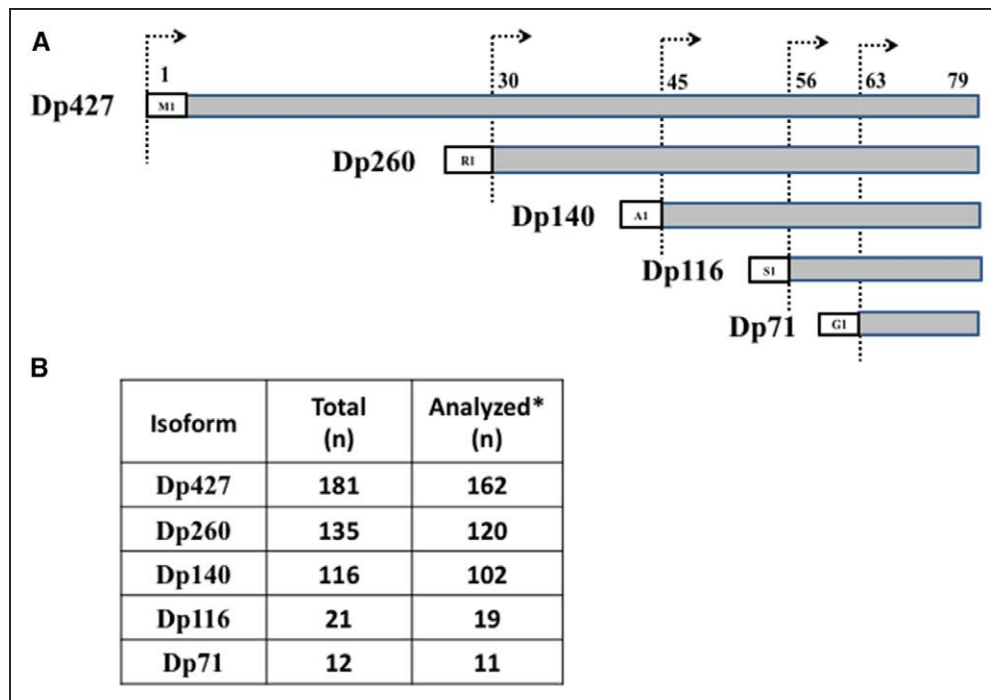 A
1 30 45 56 63 79
Dp427 M1
Dp260 R1
Dp140 A1
Dp116 S1
Dp71 G1
B
Isoform Total (n) Analyzed* (n)
Dp427 181 162
Dp260 135 120
Dp140 116 102
Dp116 21 19
Dp71 12 11